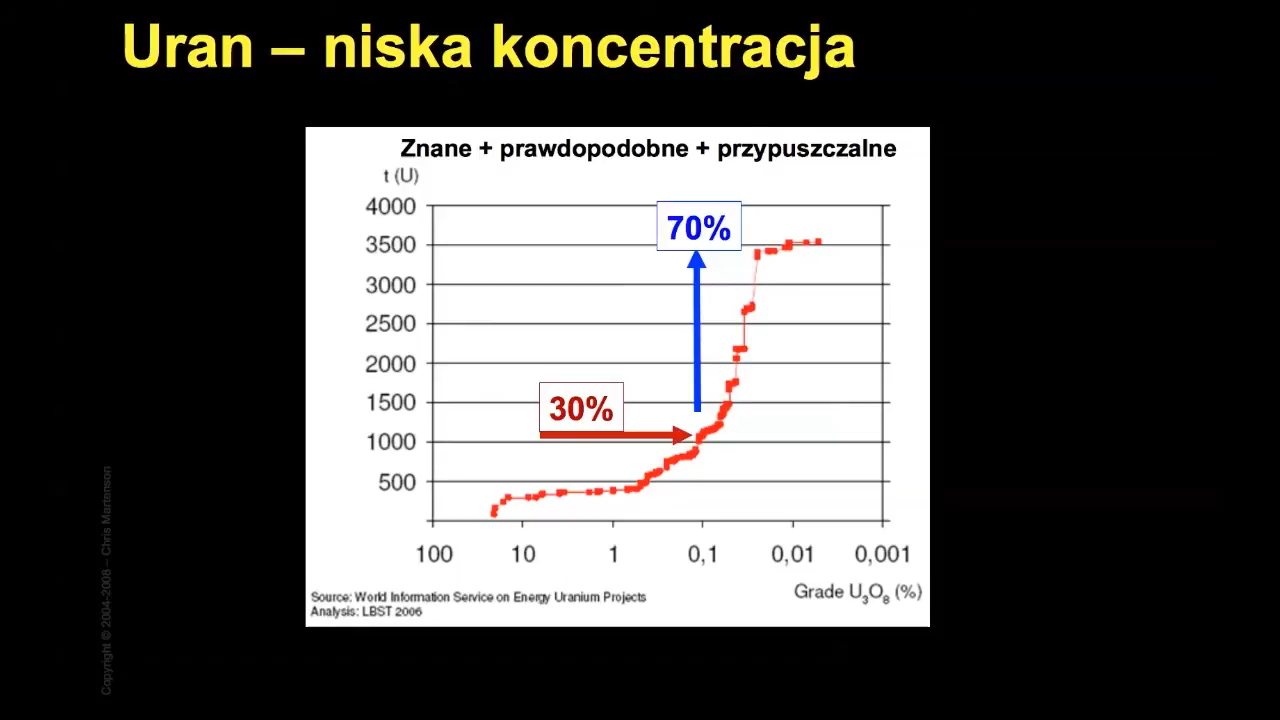 Uran – niska koncentracja
Znane + prawdopodobne + przypuszczalne
t (U)
4000
3500
3000
2500
2000
1500
1000
500
70%
30%
100 10 1 0,1 0,01 0,001
Grade U₃O₈ (%)
Source: World Information Service on Energy Uranium Projects
Analysis: LBST 2006
Copyright © 2004-2008 – Chris Martenson